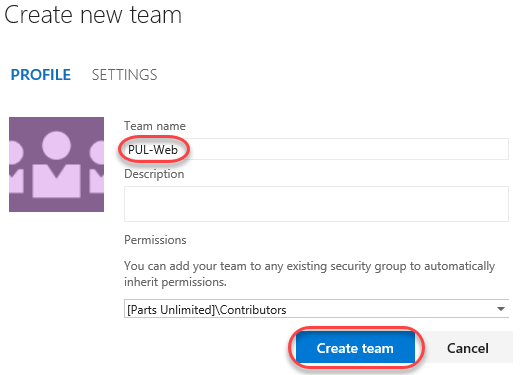 Create new team
PROFILE SETTINGS
Team name
PUL-Web
Description
Permissions
You can add your team to any existing security group to automatically
inherit permissions.
[Parts Unlimited]\Contributors
Create team Cancel